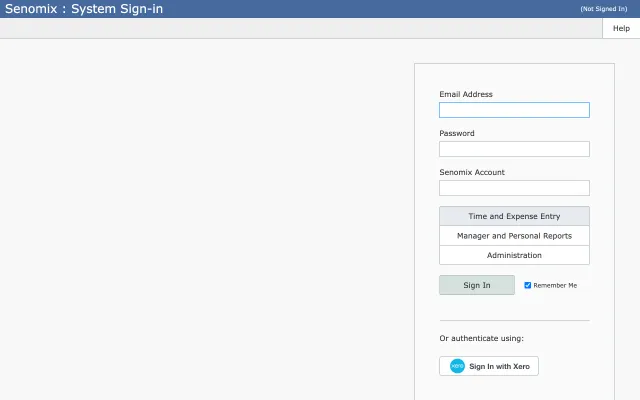 Senomix : System Sign-in
(Not Signed In)
Help
Email Address
Password
Senomix Account
Time and Expense Entry
Manager and Personal Reports
Administration
Sign In
Remember Me
Or authenticate using:
xero
Sign In with Xero